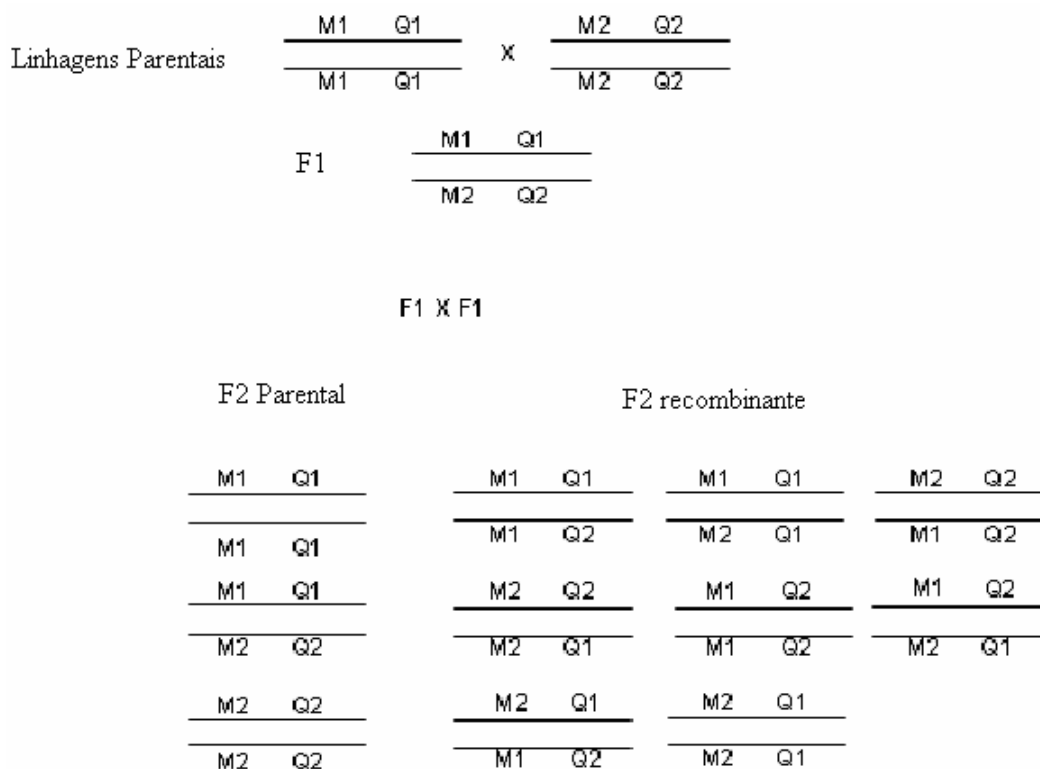 M1 Q1 M2 Q2
Linhagens Parentais X
M1 Q1 M2 Q2
M1 Q1
F1
M2 Q2
F1 X F1
F2 Parental F2 recombinante
M1 Q1 M1 Q1 M1 Q1 M2 Q2
M1 Q1 M1 Q2 M2 Q1 M1 Q2
M1 Q1 M2 Q2 M1 Q2 M1 Q2
M2 Q2 M2 Q1 M1 Q2 M2 Q1
M2 Q2 M2 Q1 M2 Q1
M2 Q2 M1 Q2 M2 Q1